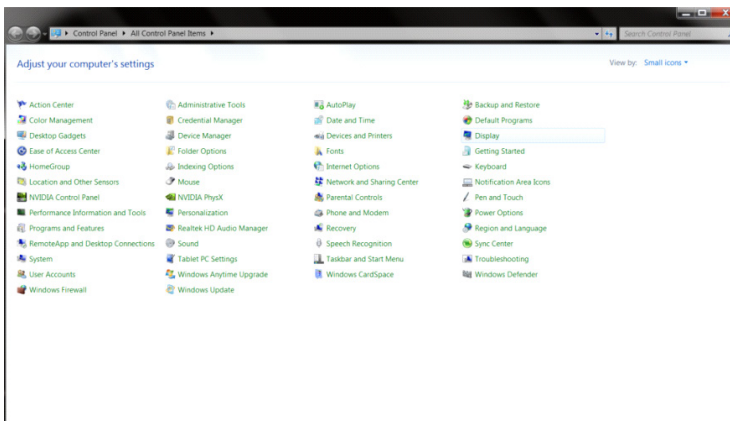 Control Panel All Control Panel Items
Search Control Panel
Adjust your computer's settings
View by: Small icons
Action Center Administrative Tools AutoPlay Backup and Restore
Color Management Credential Manager Date and Time Default Programs
Desktop Gadgets Device Manager Devices and Printers Display
Ease of Access Center Folder Options Fonts Getting Started
HomeGroup Indexing Options Internet Options Keyboard
Location and Other Sensors Mouse Network and Sharing Center Notification Area Icons
NVIDIA Control Panel NVIDIA PhysX Parental Controls Pen and Touch
Performance Information and Tools Personalization Phone and Modem Power Options
Programs and Features Realtek HD Audio Manager Recovery Region and Language
RemoteApp and Desktop Connections Sound Speech Recognition Sync Center
System Tablet PC Settings Taskbar and Start Menu Troubleshooting
User Accounts Windows Anytime Upgrade Windows CardSpace Windows Defender
Windows Firewall Windows Update